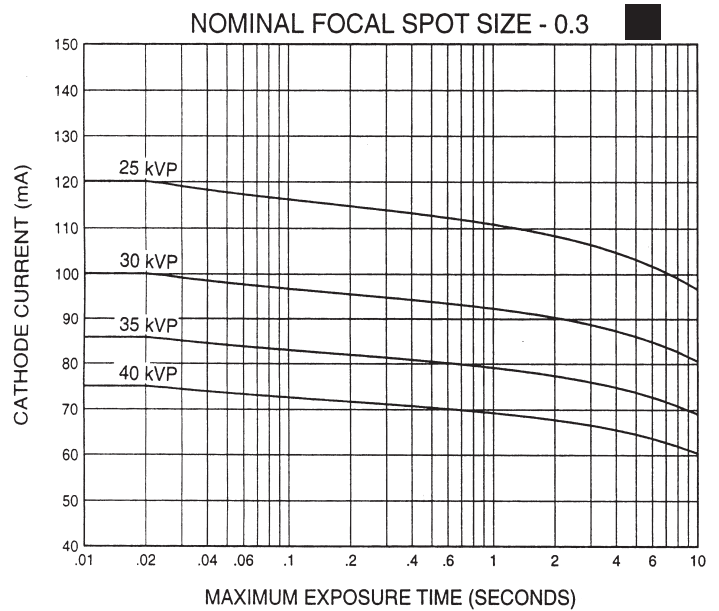 NOMINAL FOCAL SPOT SIZE - 0.3
150
140
130
120
110
100
90
80
70
60
50
40
CATHODE CURRENT (mA)
25 kVP
30 kVP
35 kVP
40 kVP
.01 .02 .04 .06 .1 .2 .4 .6 1 2 4 6 10
MAXIMUM EXPOSURE TIME (SECONDS)